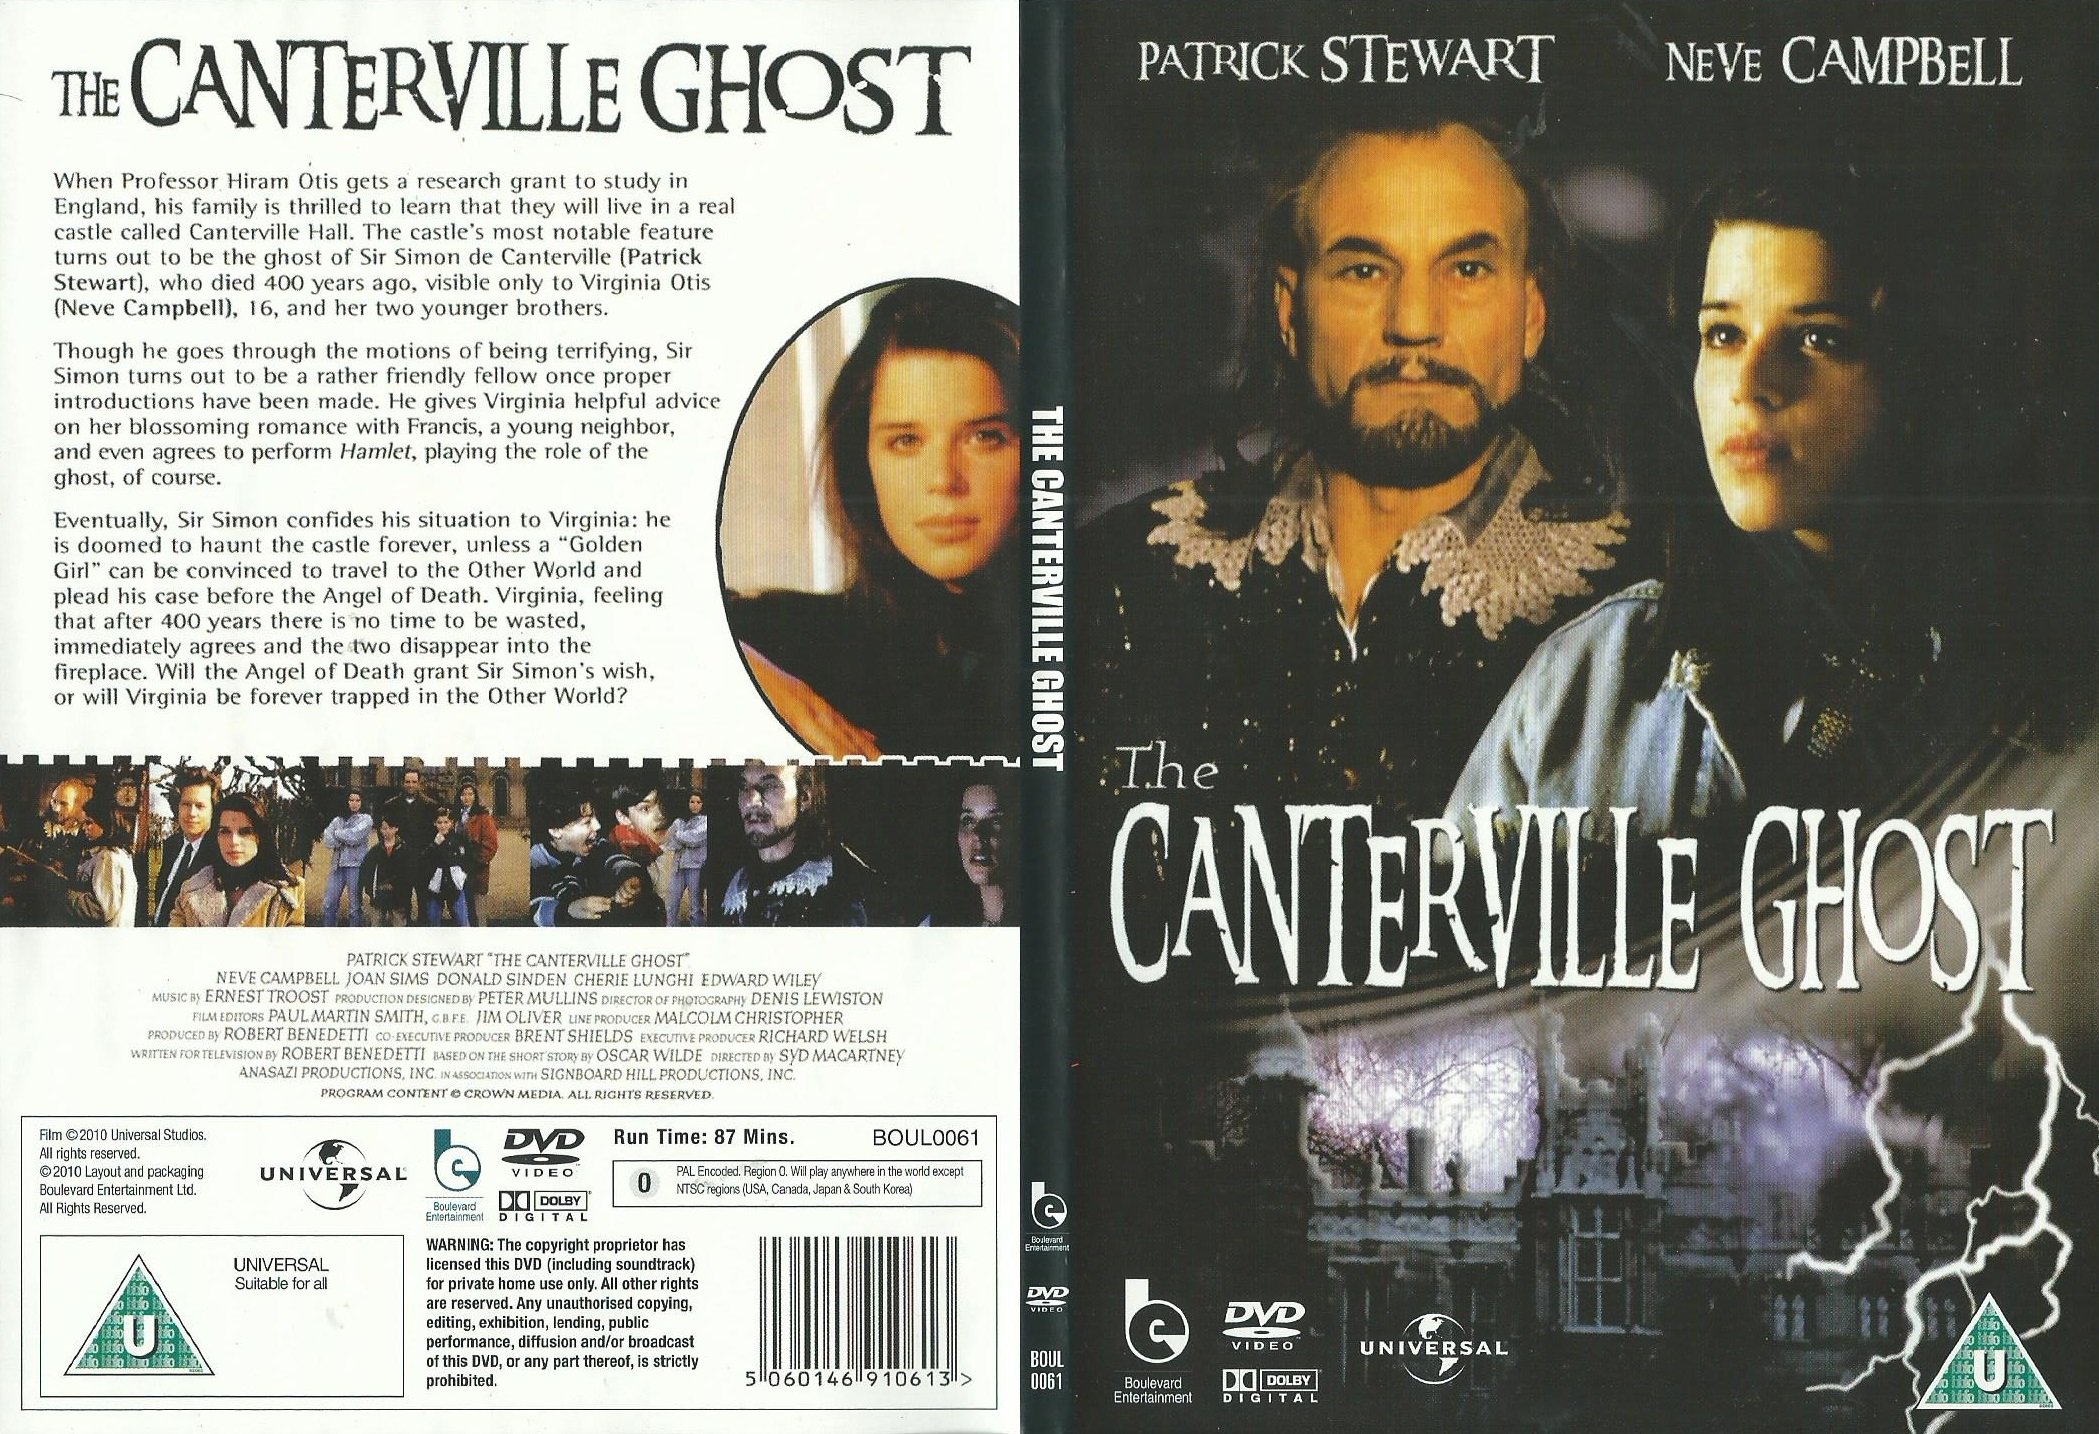 THE CANTERVILLE GHOST
When Professor Hiram Otis gets a research grant to study in
England, his family is thrilled to learn that they will live in a real
castle called Canterville Hall. The castle's most notable feature
turns out to be the ghost of Sir Simon de Canterville (Patrick
Stewart), who died 400 years ago, visible only to Virginia Otis
(Neve Campbell), 16, and her two younger brothers.
Though he goes through the motions of being terrifying, Sir
Simon turns out to be a rather friendly fellow once proper
introductions have been made. He gives Virginia helpful advice
on her blossoming romance with Francis, a young neighbor,
and even agrees to perform Hamlet, playing the role of the
ghost, of course.
Eventually, Sir Simon confides his situation to Virginia: he
is doomed to haunt the castle forever, unless a "Golden
Girl" can be convinced to travel to the Other World and
plead his case before the Angel of Death. Virginia, feeling
that after 400 years there is no time to be wasted,
immediately agrees and the two disappear into the
fireplace. Will the Angel of Death grant Sir Simon's wish,
or will Virginia be forever trapped in the Other World?
PATRICK STEWART "THE CANTERVILLE GHOST"
NEVE CAMPBELL JOAN SIMS DONALD SINDEN CHERIE LUNGHI EDWARD WILEY
MUSIC BY ERNEST TROOST PRODUCTION DESIGNED BY PETER MULLINS DIRECTOR OF PHOTOGRAPHY DENIS LEWISTON
FILM EDITORS PAUL MARTIN SMITH, G.B.F.E. JIM OLIVER LINE PRODUCER MALCOLM CHRISTOPHER
PRODUCED BY ROBERT BENEDETTI CO-EXECUTIVE PRODUCER BRENT SHIELDS EXECUTIVE PRODUCER RICHARD WELSH
WRITTEN FOR TELEVISION BY ROBERT BENEDETTI BASED ON THE SHORT STORY BY OSCAR WILDE DIRECTED BY SYD MACARTNEY
ANASAZI PRODUCTIONS, INC. IN ASSOCIATION WITH SIGNBOARD HILL PRODUCTIONS, INC.
PROGRAM CONTENT © CROWN MEDIA. ALL RIGHTS RESERVED.
Film © 2010 Universal Studios.
All rights reserved.
© 2010 Layout and packaging
Boulevard Entertainment Ltd.
All Rights Reserved.
UNIVERSAL
Boulevard
Entertainment
DVD
VIDEO
DOLBY
DIGITAL
Run Time: 87 Mins.
BOUL0061
0
PAL Encoded. Region 0. Will play anywhere in the world except
NTSC regions (USA, Canada, Japan & South Korea)
U
UNIVERSAL
Suitable for all
WARNING: The copyright proprietor has
licensed this DVD (including soundtrack)
for private home use only. All other rights
are reserved. Any unauthorised copying,
editing, exhibition, lending, public
performance, diffusion and/or broadcast
of this DVD, or any part thereof, is strictly
prohibited.
5 060146 910613 >
THE CANTERVILLE GHOST
Boulevard
Entertainment
DVD
VIDEO
BOUL
0061
PATRICK STEWART
NEVE CAMPBELL
The
CANTERVILLE GHOST
Boulevard
Entertainment
DVD
VIDEO
DOLBY
DIGITAL
UNIVERSAL
U